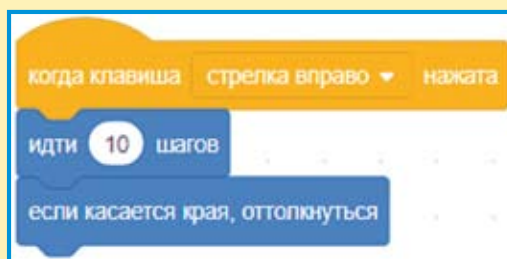 когда клавиша стрелка вправо нажата
идти 10 шагов
если касается края, оттолкнуться